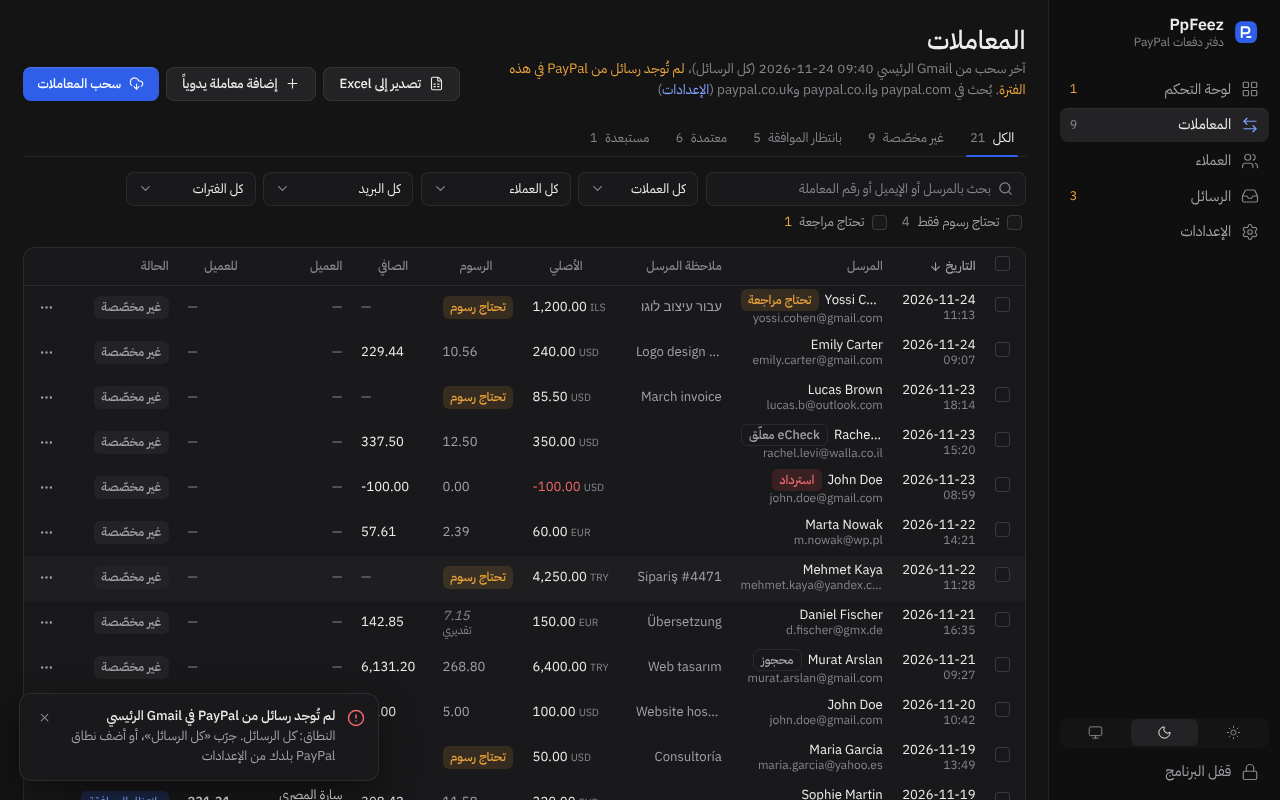 PpFeez
دفتر دفعات PayPal
لوحة التحكم 1
المعاملات 9
العملاء
الرسائل 3
الإعدادات
قفل البرنامج
المعاملات
آخر سحب من Gmail الرئيسي 2026-11-24 09:40 (كل الرسائل)، لم تُوجد رسائل من PayPal في هذه
الفترة. بُحث في paypal.com وpaypal.co.il وpaypal.co.uk (الإعدادات)
تصدير إلى Excel
إضافة معاملة يدوياً
سحب المعاملات
الكل 21 غير مخصّصة 9 بانتظار الموافقة 5 معتمدة 6 مستبعدة 1
بحث بالمرسل أو الإيميل أو رقم المعاملة
كل العملات
كل العملاء
كل البريد
كل الفترات
تحتاج رسوم فقط 4 تحتاج مراجعة 1
التاريخ ↓ المرسل ملاحظة المرسل الأصلي الرسوم الصافي العميل للعميل الحالة
2026-11-24 Yossi C... تحتاج مراجعة עבור עיצוב לוגו 1,200.00 ILS تحتاج رسوم — — — غير مخصّصة ...
11:13 yossi.cohen@gmail.com
2026-11-24 Emily Carter Logo design ... 240.00 USD 10.56 229.44 — — غير مخصّصة ...
09:07 emily.carter@gmail.com
2026-11-23 Lucas Brown March invoice 85.50 USD تحتاج رسوم — — — غير مخصّصة ...
18:14 lucas.b@outlook.com
2026-11-23 Rache... eCheck معلّق 350.00 USD 12.50 337.50 — — غير مخصّصة ...
15:20 rachel.levi@walla.co.il
2026-11-23 John Doe استرداد -100.00 USD 0.00 -100.00 — — غير مخصّصة ...
08:59 john.doe@gmail.com
2026-11-22 Marta Nowak 60.00 EUR 2.39 57.61 — — غير مخصّصة ...
14:21 m.nowak@wp.pl
2026-11-22 Mehmet Kaya Sipariş #4471 4,250.00 TRY تحتاج رسوم — — — غير مخصّصة ...
11:28 mehmet.kaya@yandex.c...
2026-11-21 Daniel Fischer Übersetzung 150.00 EUR 7.15 تقديري 142.85 — — غير مخصّصة ...
16:35 d.fischer@gmx.de
2026-11-21 Murat Arslan محجوز Web tasarım 6,400.00 TRY 268.80 6,131.20 — — غير مخصّصة ...
09:27 murat.arslan@gmail.com
2026-11-20 John Doe Website hos... 100.00 USD 5.00
10:42 john.doe@gmail.com
2026-11-19 Maria Garcia Consultoría 50.00 USD تحتاج رسوم
13:49 maria.garcia@yahoo.es
2026-11-19 Sophie Martin
سارة المصري
لم تُوجد رسائل من PayPal في Gmail الرئيسي
النطاق: كل الرسائل. جرّب «كل الرسائل»، أو أضف نطاق
PayPal بلدك من الإعدادات